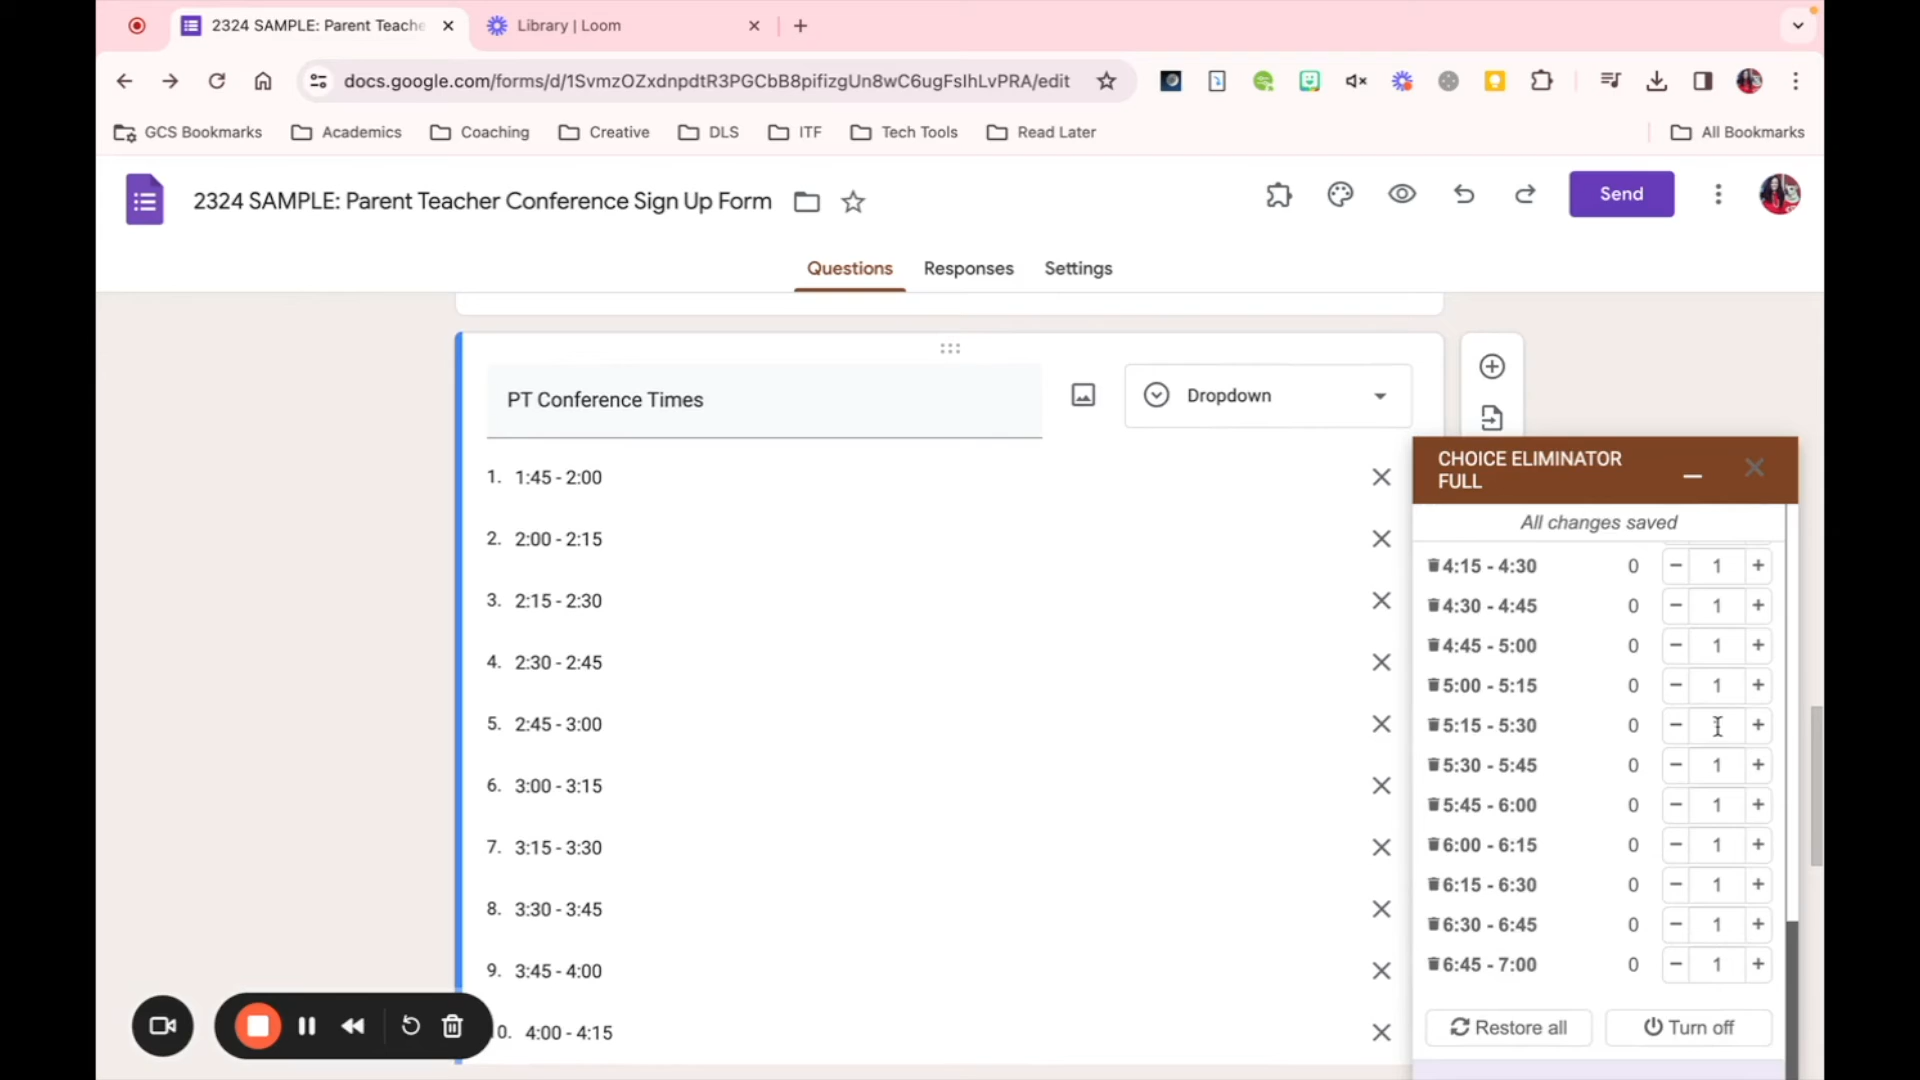 2324 SAMPLE: Parent Teache
Library | Loom
docs.google.com/forms/d/1SvmzOZxdnpdtR3PGCbB8pifizgUn8wC6ugFsIhLvPRA/edit
GCS Bookmarks
Academics
Coaching
Creative
DLS
ITF
Tech Tools
Read Later
All Bookmarks
2324 SAMPLE: Parent Teacher Conference Sign Up Form
Send
Questions
Responses
Settings
PT Conference Times
Dropdown
1. 1:45 - 2:00
2. 2:00 - 2:15
3. 2:15 - 2:30
4. 2:30 - 2:45
5. 2:45 - 3:00
6. 3:00 - 3:15
7. 3:15 - 3:30
8. 3:30 - 3:45
9. 3:45 - 4:00
0. 4:00 - 4:15
CHOICE ELIMINATOR
FULL
All changes saved
4:15 - 4:30 0 − 1 +
4:30 - 4:45 0 − 1 +
4:45 - 5:00 0 − 1 +
5:00 - 5:15 0 − 1 +
5:15 - 5:30 0 − +
5:30 - 5:45 0 − 1 +
5:45 - 6:00 0 − 1 +
6:00 - 6:15 0 − 1 +
6:15 - 6:30 0 − 1 +
6:30 - 6:45 0 − 1 +
6:45 - 7:00 0 − 1 +
Restore all
Turn off